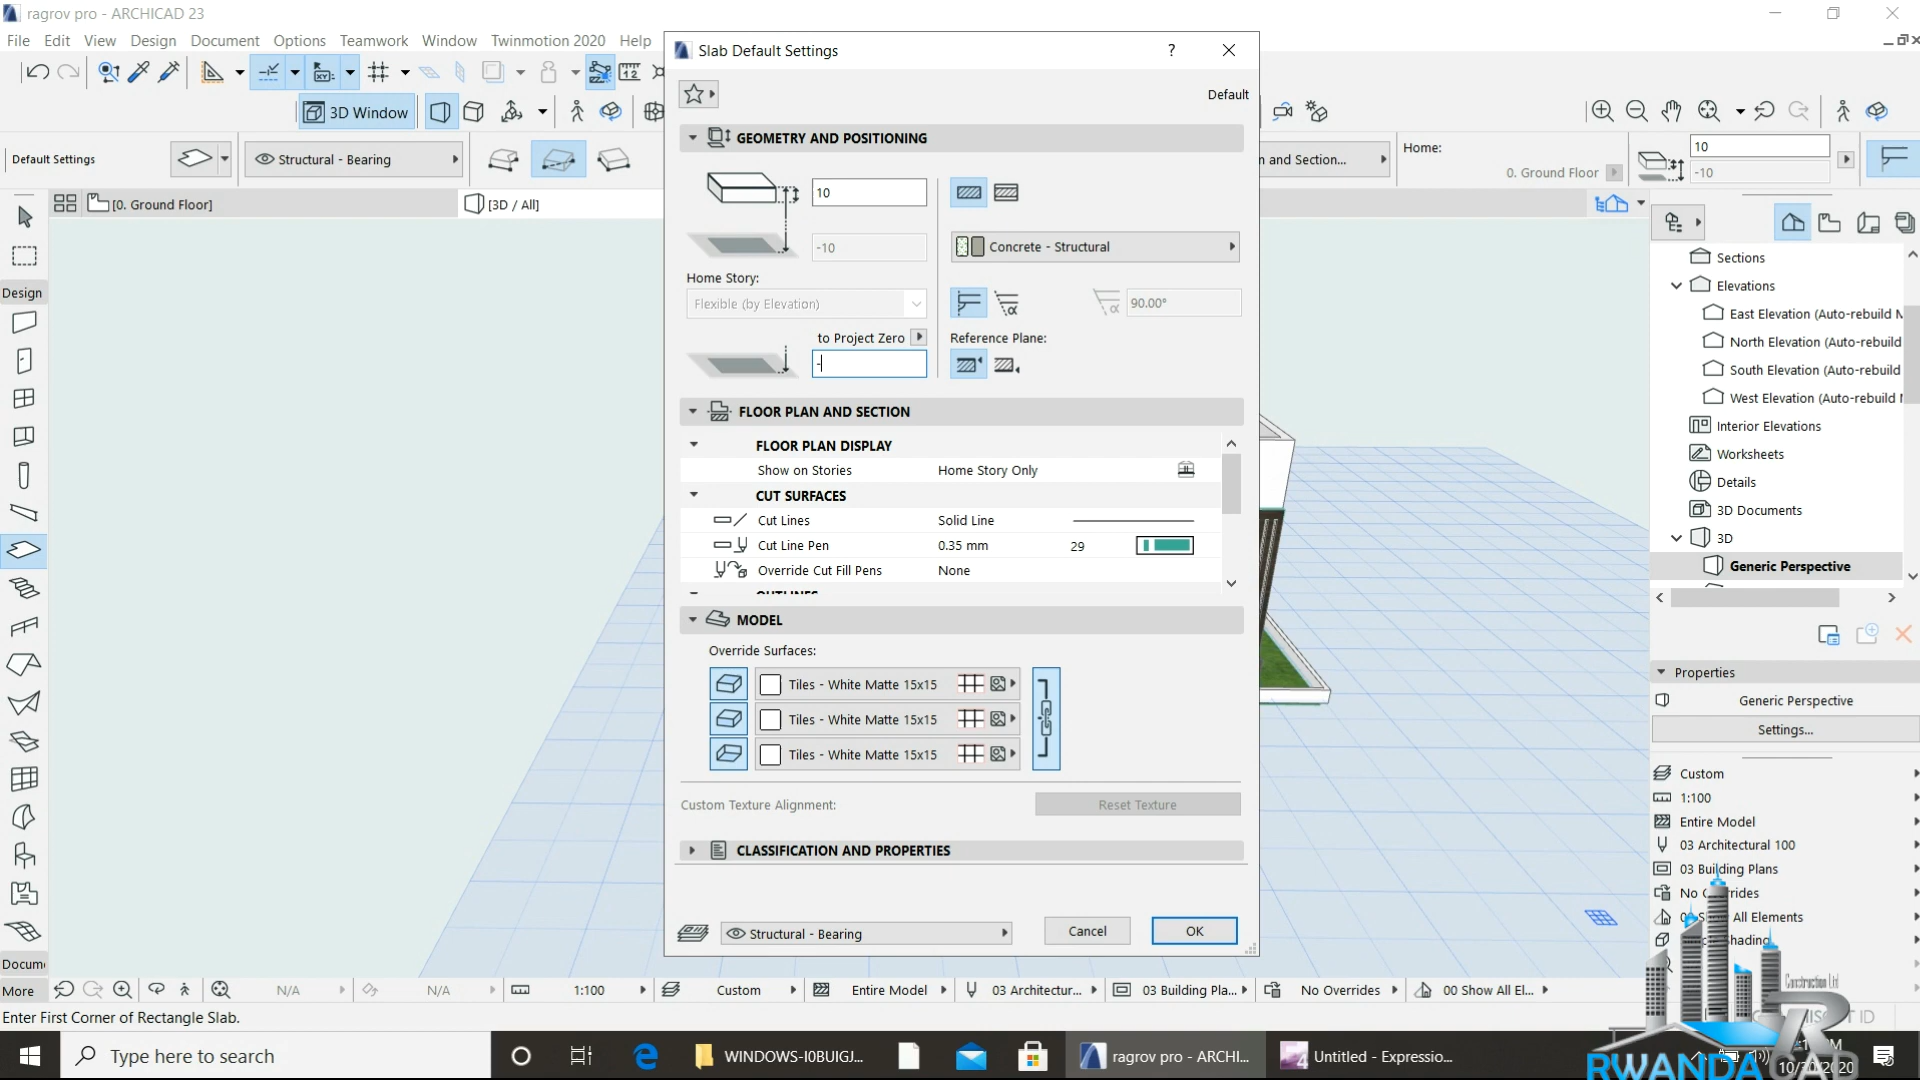 ragrov pro - ARCHICAD 23
File Edit View Design Document Options Teamwork Window Twinmotion 2020 Help
3D Window
Default Settings
Structural - Bearing
n and Section...
Home:
0. Ground Floor
10
-10
[0. Ground Floor]
[3D / All]
Design
Docum
More
Slab Default Settings
?
Default
GEOMETRY AND POSITIONING
10
-10
Concrete - Structural
Home Story:
Flexible (by Elevation)
90.00°
to Project Zero
Reference Plane:
-
FLOOR PLAN AND SECTION
FLOOR PLAN DISPLAY
Show on Stories Home Story Only
CUT SURFACES
Cut Lines Solid Line
Cut Line Pen 0.35 mm 29
Override Cut Fill Pens None
OUTLINES
MODEL
Override Surfaces:
Tiles - White Matte 15x15
Tiles - White Matte 15x15
Tiles - White Matte 15x15
Custom Texture Alignment:
Reset Texture
CLASSIFICATION AND PROPERTIES
Structural - Bearing
Cancel
OK
Sections
Elevations
East Elevation (Auto-rebuild M
North Elevation (Auto-rebuild
South Elevation (Auto-rebuild
West Elevation (Auto-rebuild
Interior Elevations
Worksheets
Details
3D Documents
3D
Generic Perspective
Properties
Generic Perspective
Settings...
Custom
1:100
Entire Model
03 Architectural 100
03 Building Plans
All Elements
Shading
N/A
N/A
1:100
Custom
Entire Model
03 Architectur...
03 Building Pla...
No Overrides
00 Show All El...
Enter First Corner of Rectangle Slab.
Construction Ltd
RWANDA CAD
Type here to search
WINDOWS-I0BUIGJ...
ragrov pro - ARCHI...
Untitled - Expressio...